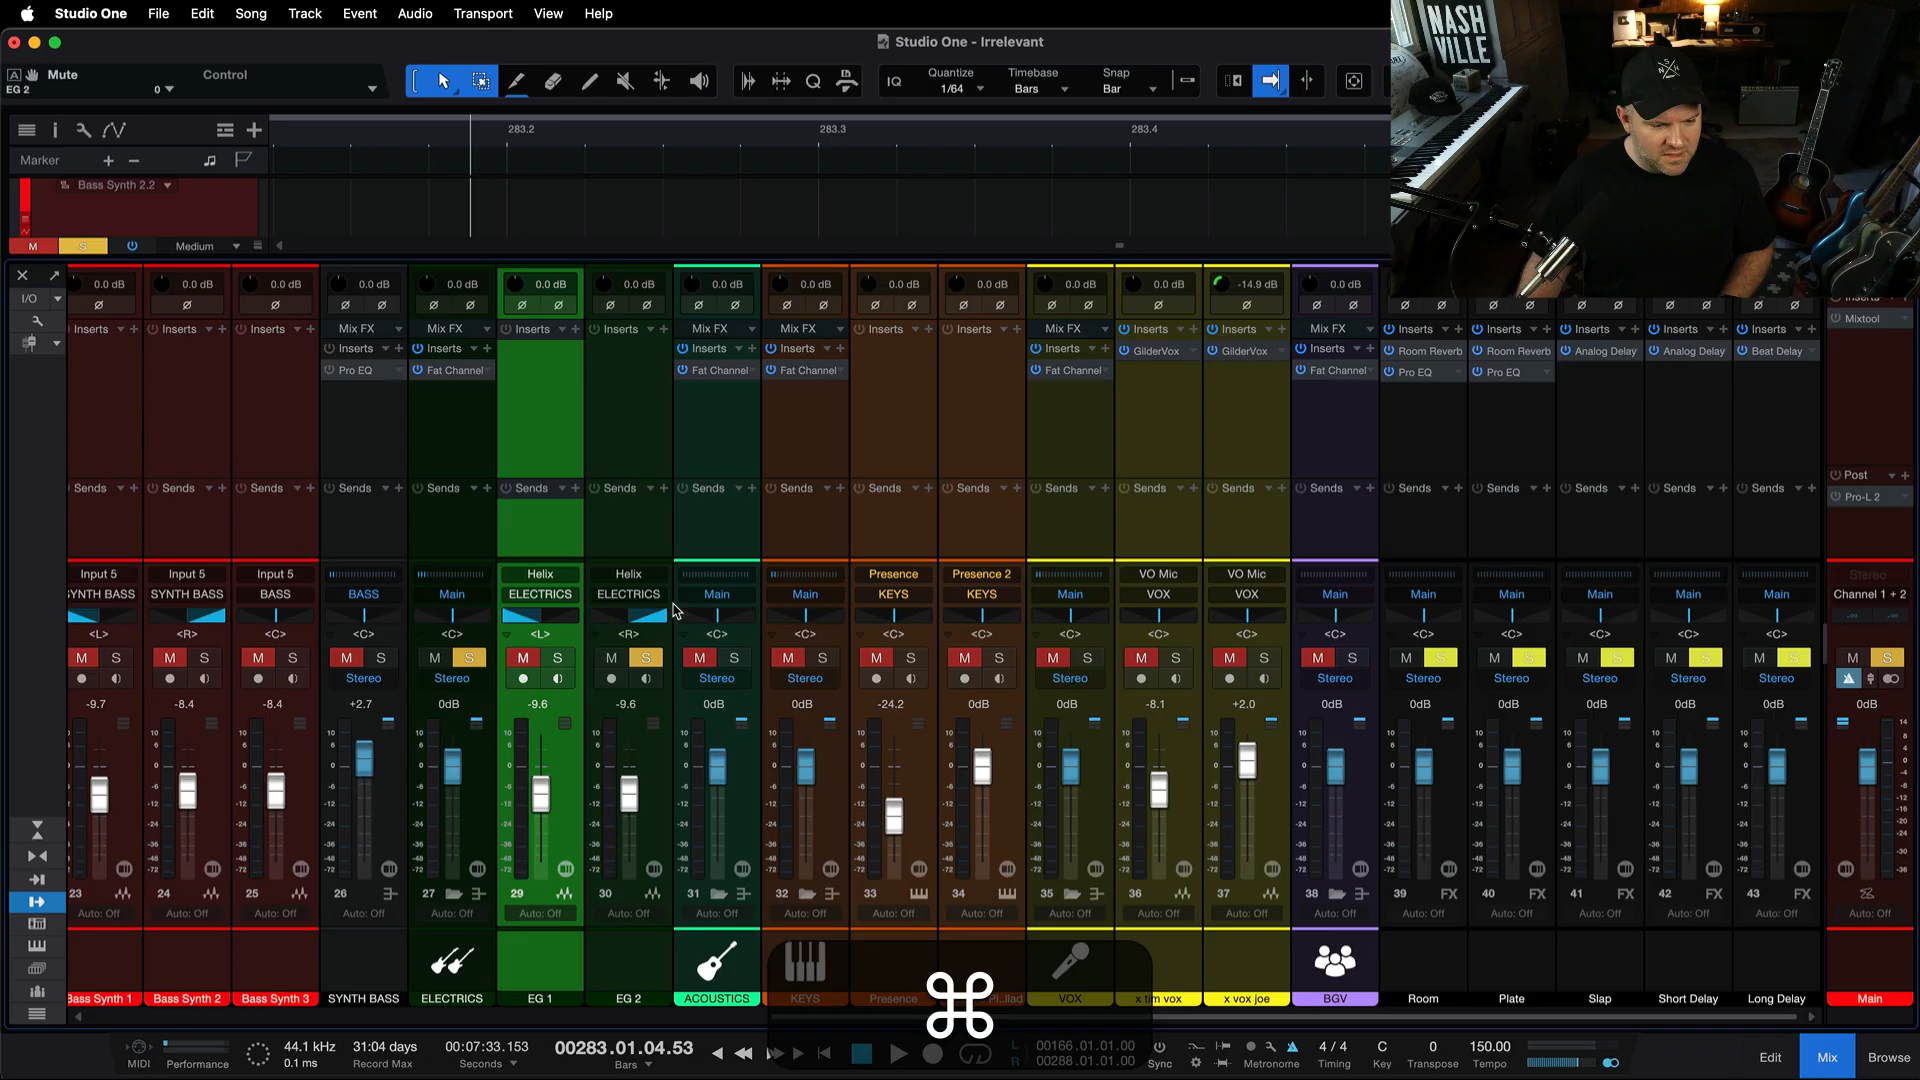 Studio One File Edit Song Track Event Audio Transport View Help
Studio One - Irrelevant
NASH
VILLE
Mute
Control
EG 2
0
IQ
Quantize
1/64
Timebase
Bars
Snap
Bar
283.2
283.3
283.4
Marker
Bass Synth 2.2
M S Medium
0.0 dB 0.0 dB 0.0 dB 0.0 dB 0.0 dB 0.0 dB 0.0 dB 0.0 dB 0.0 dB 0.0 dB 0.0 dB 0.0 dB 0.0 dB -14.9 dB 0.0 dB
I/O
Inserts Inserts Inserts Mix FX Mix FX Inserts Inserts Mix FX Mix FX Inserts Inserts Mix FX Inserts Inserts Mix FX Inserts Inserts Inserts Inserts Inserts Mixtool
Inserts Inserts Inserts Inserts Inserts GilderVox GilderVox Inserts Room Reverb Room Reverb Analog Delay Analog Delay Beat Delay
Pro EQ Fat Channel Fat Channel Fat Channel Fat Channel Fat Channel Pro EQ Pro EQ
Sends Sends Sends Sends Sends Sends Sends Sends Sends Sends Sends Sends Sends Sends Sends Sends Sends Sends Sends Sends Post
Pro-L 2
Input 5 Input 5 Input 5 Helix Helix Presence Presence 2 VO Mic VO Mic Stereo
SYNTH BASS SYNTH BASS BASS BASS Main ELECTRICS ELECTRICS Main Main KEYS KEYS Main VOX VOX Main Main Main Main Main Main Channel 1 + 2
<L> <R> <C> <C> <C> <L> <R> <C> <C> <C> <C> <C> <C> <C> <C> <C> <C> <C> <C> <C>
M S M S M S M S M S M S M S M S M S M S M S M S M S M S M S M S M S M S M S M S M S
Stereo Stereo Stereo Stereo Stereo Stereo Stereo Stereo Stereo Stereo Stereo
-9.7 -8.4 -8.4 +2.7 0dB -9.6 -9.6 0dB 0dB -24.2 0dB 0dB -8.1 +2.0 0dB 0dB 0dB 0dB 0dB 0dB 0dB
23 24 25 26 27 29 30 31 32 33 34 35 36 37 38 39 FX 40 FX 41 FX 42 FX 43 FX
Auto: Off Auto: Off Auto: Off Auto: Off Auto: Off Auto: Off Auto: Off Auto: Off Auto: Off Auto: Off Auto: Off Auto: Off Auto: Off Auto: Off Auto: Off Auto: Off Auto: Off Auto: Off Auto: Off Auto: Off Auto: Off
Bass Synth 1 Bass Synth 2 Bass Synth 3 SYNTH BASS ELECTRICS EG 1 EG 2 ACOUSTICS KEYS Presence Pi..llad VOX x tim vox x vox joe BGV Room Plate Slap Short Delay Long Delay Main
⌘
MIDI
Performance
44.1 kHz
0.1 ms
31:04 days
Record Max
00:07:33.153
Seconds
00283.01.04.53
Bars
L 00166.01.01.00
R 00288.01.01.00
Sync
Metronome
Timing
4 / 4
C
Key
0
Transpose
150.00
Tempo
Edit Mix Browse